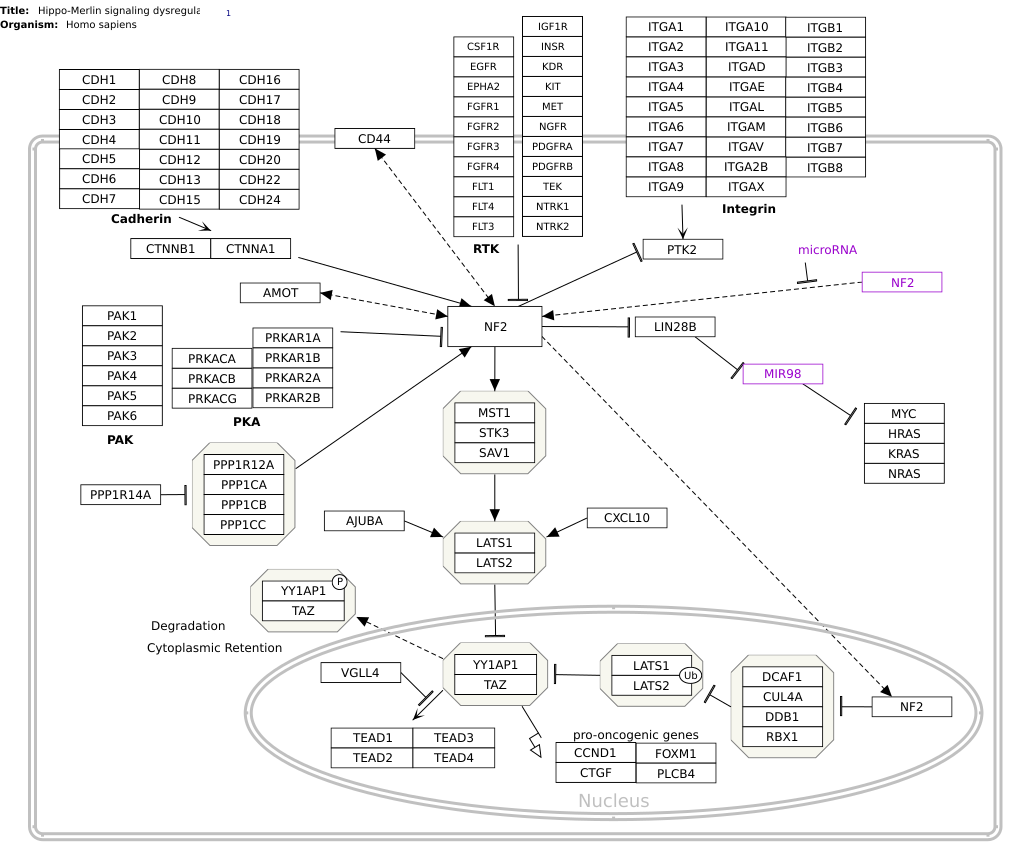 Title: Hippo-Merlin signaling dysregula
1
Organism: Homo sapiens
CDH1 CDH8 CDH16
CDH2 CDH9 CDH17
CDH3 CDH10 CDH18
CDH4 CDH11 CDH19
CDH5 CDH12 CDH20
CDH6 CDH13 CDH22
CDH7 CDH15 CDH24
Cadherin
CTNNB1 CTNNA1
CD44
CSF1R
EGFR
EPHA2
FGFR1
FGFR2
FGFR3
FGFR4
FLT1
FLT4
FLT3
IGF1R
INSR
KDR
KIT
MET
NGFR
PDGFRA
PDGFRB
TEK
NTRK1
NTRK2
RTK
ITGA1 ITGA10 ITGB1
ITGA2 ITGA11 ITGB2
ITGA3 ITGAD ITGB3
ITGA4 ITGAE ITGB4
ITGA5 ITGAL ITGB5
ITGA6 ITGAM ITGB6
ITGA7 ITGAV ITGB7
ITGA8 ITGA2B ITGB8
ITGA9 ITGAX
Integrin
PTK2
microRNA
NF2
AMOT
NF2
LIN28B
MIR98
MYC
HRAS
KRAS
NRAS
PAK1
PAK2
PAK3
PAK4
PAK5
PAK6
PAK
PRKACA
PRKACB
PRKACG
PRKAR1A
PRKAR1B
PRKAR2A
PRKAR2B
PKA
MST1
STK3
SAV1
PPP1R14A
PPP1R12A
PPP1CA
PPP1CB
PPP1CC
AJUBA
CXCL10
LATS1
LATS2
YY1AP1
P
TAZ
Degradation
Cytoplasmic Retention
VGLL4
YY1AP1
TAZ
LATS1
LATS2
Ub
DCAF1
CUL4A
DDB1
RBX1
NF2
TEAD1 TEAD3
TEAD2 TEAD4
pro-oncogenic genes
CCND1 FOXM1
CTGF PLCB4
Nucleus